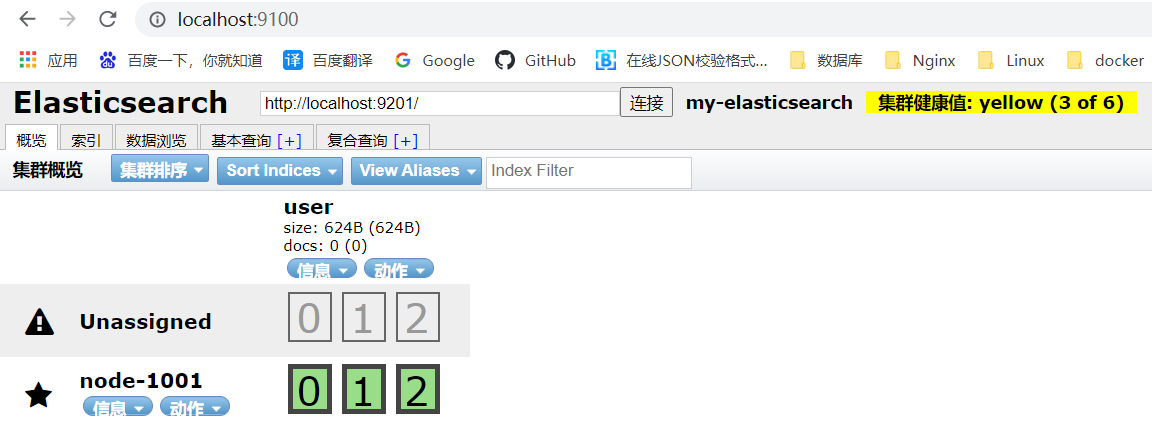 localhost:9100
应用 百度一下，你就知道 译 百度翻译 Google GitHub 在线JSON校验格式... 数据库 Nginx Linux docker
Elasticsearch http://localhost:9201/ 连接 my-elasticsearch 集群健康值: yellow (3 of 6)
概览 索引 数据浏览 基本查询 [+] 复合查询 [+]
集群概览 集群排序 Sort Indices View Aliases Index Filter
user
size: 624B (624B)
docs: 0 (0)
信息 动作
Unassigned 0 1 2
node-1001 0 1 2
信息 动作